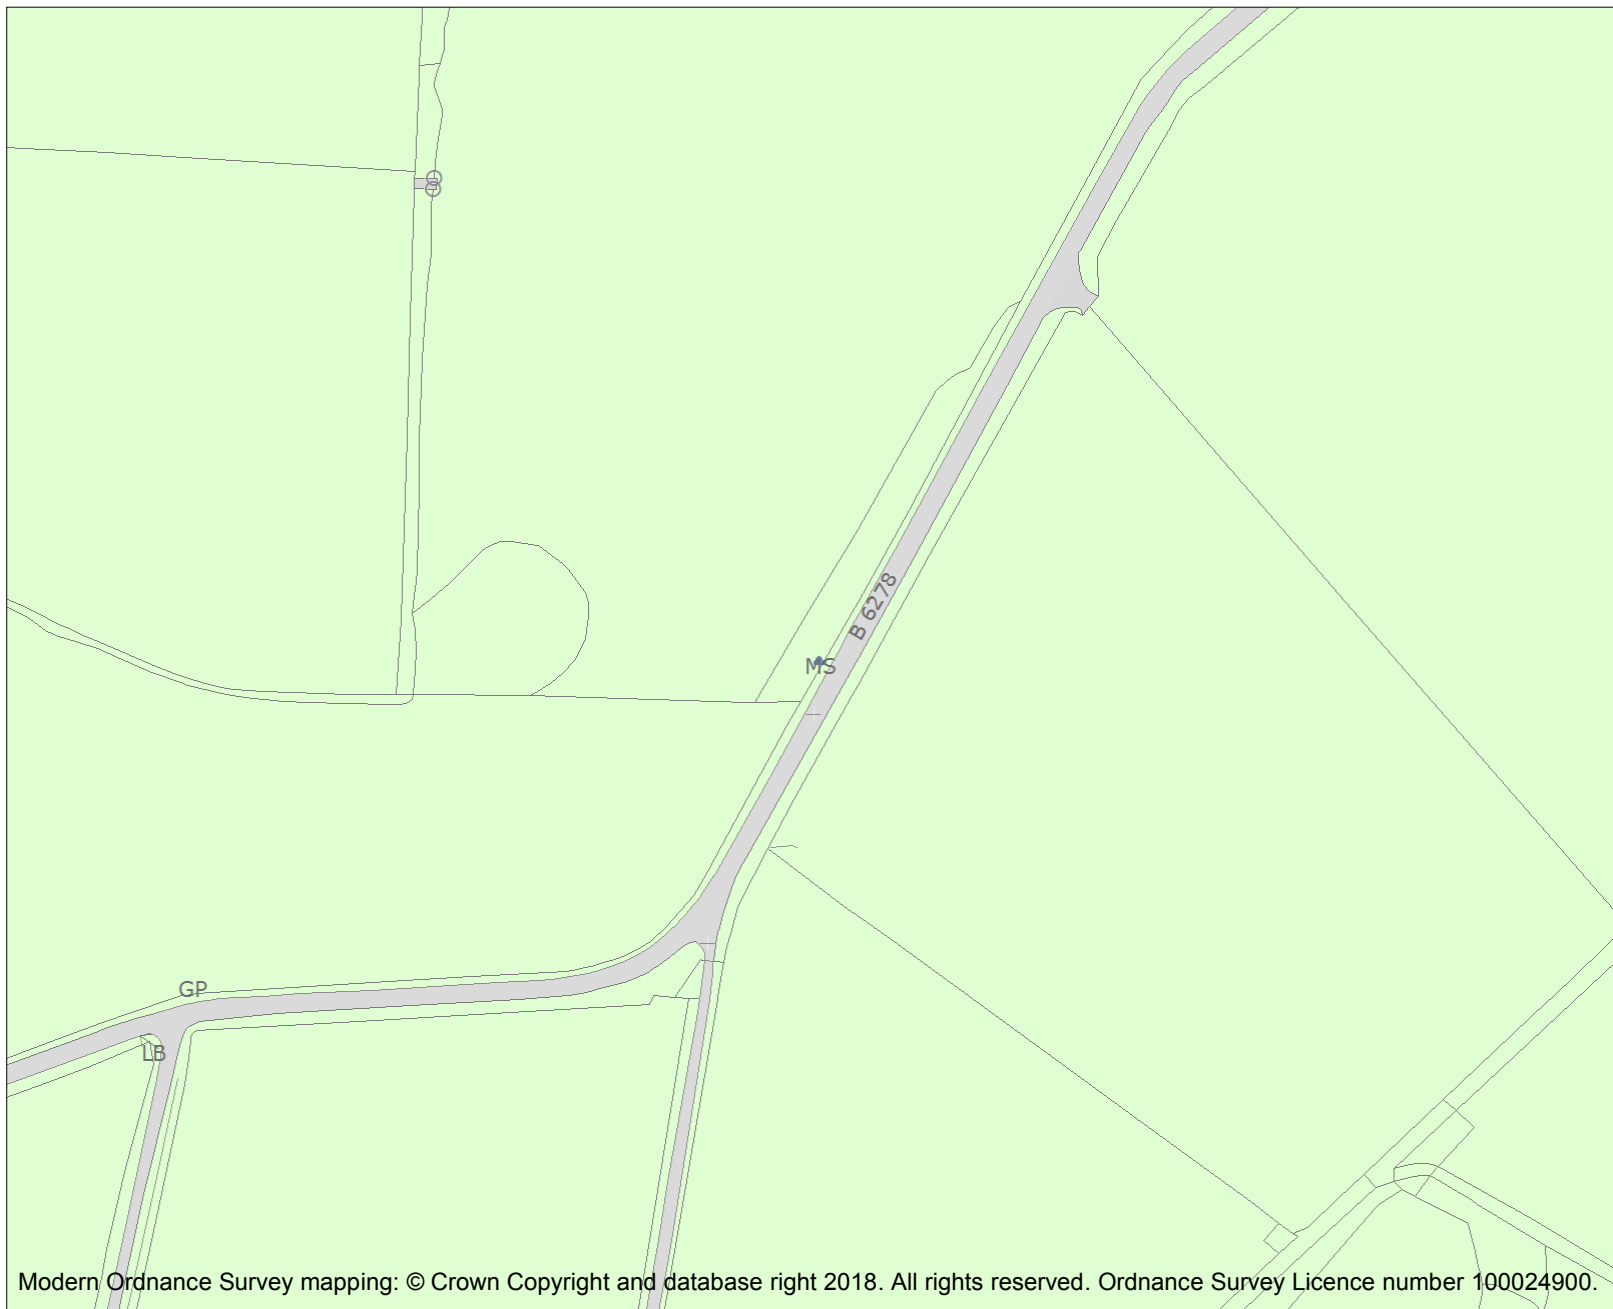 B 6278
MS
GP
LB
Modern Ordnance Survey mapping: © Crown Copyright and database right 2018. All rights reserved. Ordnance Survey Licence number 100024900.